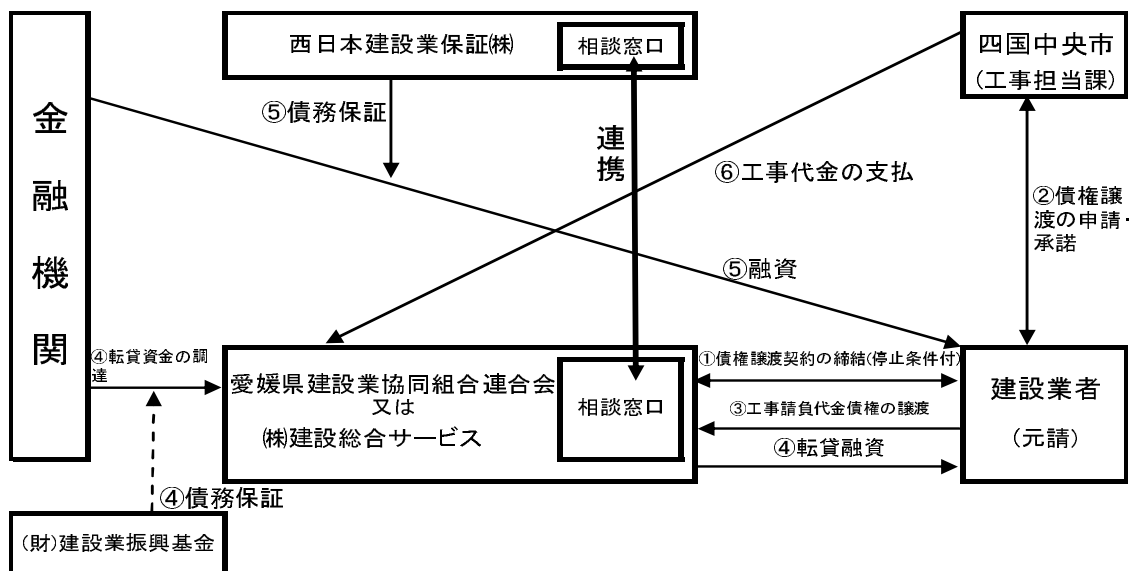 西日本建設業保証㈱
相談窓口
四国中央市
(工事担当課)
金融機関
⑤債務保証
連携
⑥工事代金の支払
②債権譲
渡の申請・
承諾
⑤融資
④転貸資金の調
達
愛媛県建設業協同組合連合会
又は
㈱建設総合サービス
相談窓口
①債権譲渡契約の締結(停止条件付)
③工事請負代金債権の譲渡
④転貸融資
建設業者
(元請)
④債務保証
(財)建設業振興基金